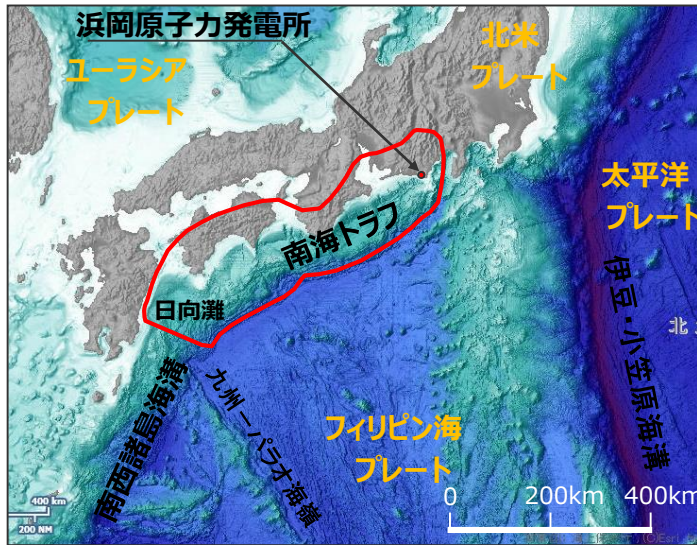 浜岡原子力発電所
北米
プレート
ユーラシア
プレート
太平洋
プレート
南海トラフ
日向灘
伊豆・小笠原海溝
北
南西諸島海溝
九州ーパラオ海嶺
フィリピン海
プレート
0 200km 400km
400 km
200 NM